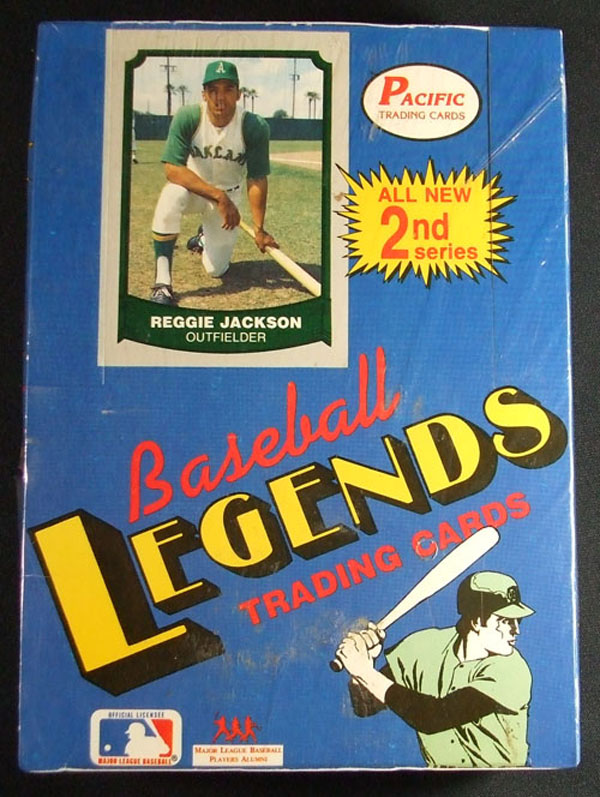 A
OAKLAND
REGGIE JACKSON
OUTFIELDER
PACIFIC
TRADING CARDS
ALL NEW
2nd
series
Baseball
LEGENDS
TRADING CARDS
OFFICIAL LICENSEE
MAJOR LEAGUE BASEBALL®
MAJOR LEAGUE BASEBALL
PLAYERS ALUMNI